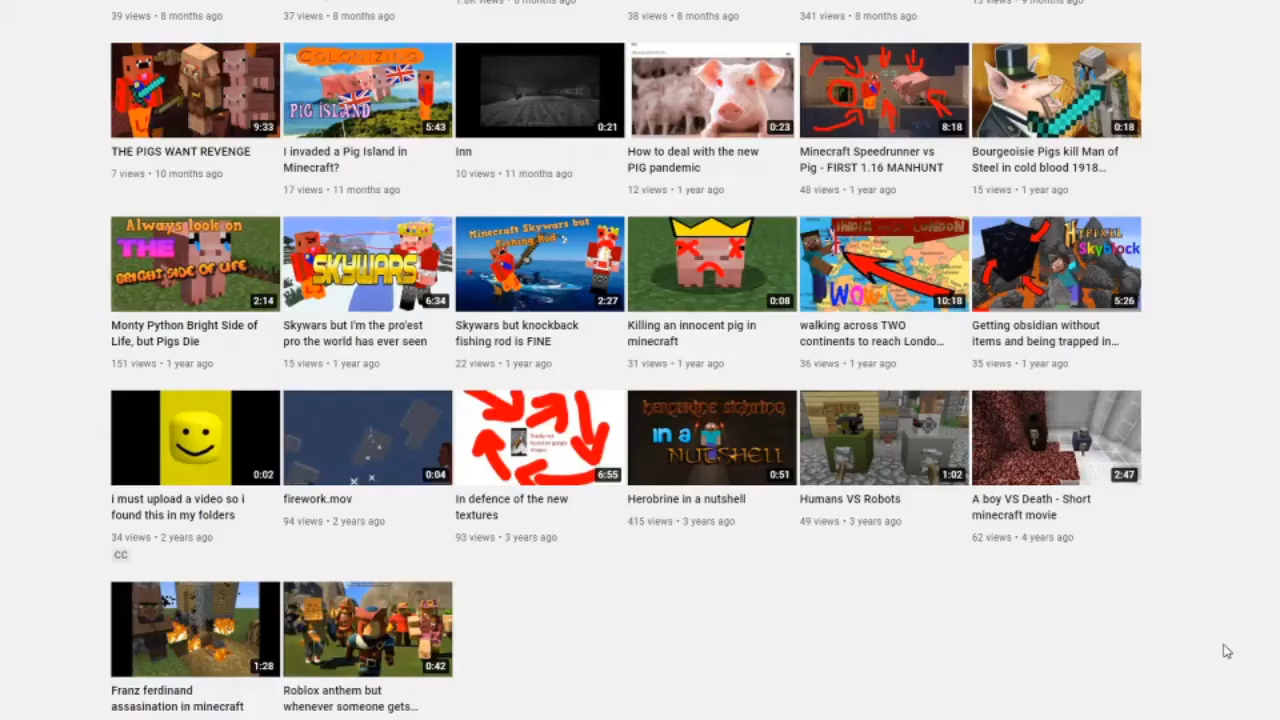 39 views • 8 months ago
37 views • 8 months ago
38 views • 8 months ago
341 views • 8 months ago
COLONIZING
PIG ISLAND
9:33
5:43
0:21
0:23
8:18
0:18
THE PIGS WANT REVENGE
7 views • 10 months ago
I invaded a Pig Island in
Minecraft?
17 views • 11 months ago
Inn
10 views • 11 months ago
How to deal with the new
PIG pandemic
12 views • 1 year ago
Minecraft Speedrunner vs
Pig - FIRST 1.16 MANHUNT
48 views • 1 year ago
Bourgeoisie Pigs kill Man of
Steel in cold blood 1918...
15 views • 1 year ago
Always look on
THE
BRIGHT SIDE OF LIFE
2:14
SKYWARS
6:34
Minecraft Skywars but
Fishing Rod
2:27
0:08
INDIA
LONDON
WOW
10:18
Hypixel
Skyblock
5:26
Monty Python Bright Side of
Life, but Pigs Die
151 views • 1 year ago
Skywars but I'm the pro'est
pro the world has ever seen
15 views • 1 year ago
Skywars but knockback
fishing rod is FINE
22 views • 1 year ago
Killing an innocent pig in
minecraft
31 views • 1 year ago
walking across TWO
continents to reach Londo...
36 views • 1 year ago
Getting obsidian without
items and being trapped in...
35 views • 1 year ago
0:02
0:04
6:55
herobrine sighting
in a
NUTSHELL
0:51
1:02
2:47
i must upload a video so i
found this in my folders
34 views • 2 years ago
CC
firework.mov
94 views • 2 years ago
In defence of the new
textures
93 views • 3 years ago
Herobrine in a nutshell
415 views • 3 years ago
Humans VS Robots
49 views • 3 years ago
A boy VS Death - Short
minecraft movie
62 views • 4 years ago
1:28
0:42
Franz ferdinand
assasination in minecraft
Roblox anthem but
whenever someone gets...